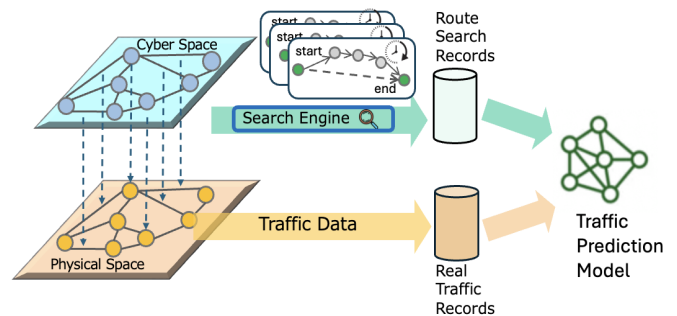 Cyber Space
start
start
start
end
Route
Search
Records
Search Engine
Traffic Data
Physical Space
Real
Traffic
Records
Traffic
Prediction
Model